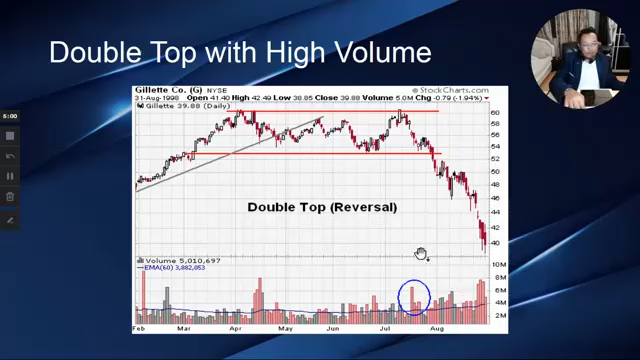 Double Top with High Volume
5:00
Gillette Co. (G) NYSE © StockCharts.com
31-Aug-1998 Open 41.40 High 42.49 Low 38.85 Close 39.88 Volume 5.0M Chg -0.79 (-1.94%)
Gillette 39.88 (Daily)
60
58
56
54
52
50
48
46
44
42
40
Double Top (Reversal)
Volume 5,010,697
EMA(60) 3,882,053
10M
8M
6M
4M
2M
Feb Mar Apr May Jun Jul Aug